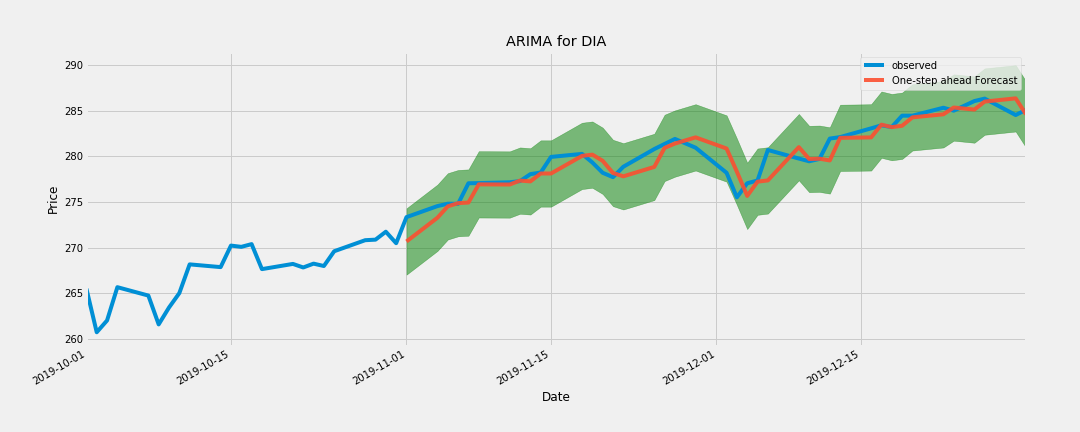 ARIMA for DIA
observed
One-step ahead Forecast
290
285
280
275
270
265
260
Price
2019-10-01
2019-10-15
2019-11-01
2019-11-15
2019-12-01
2019-12-15
Date